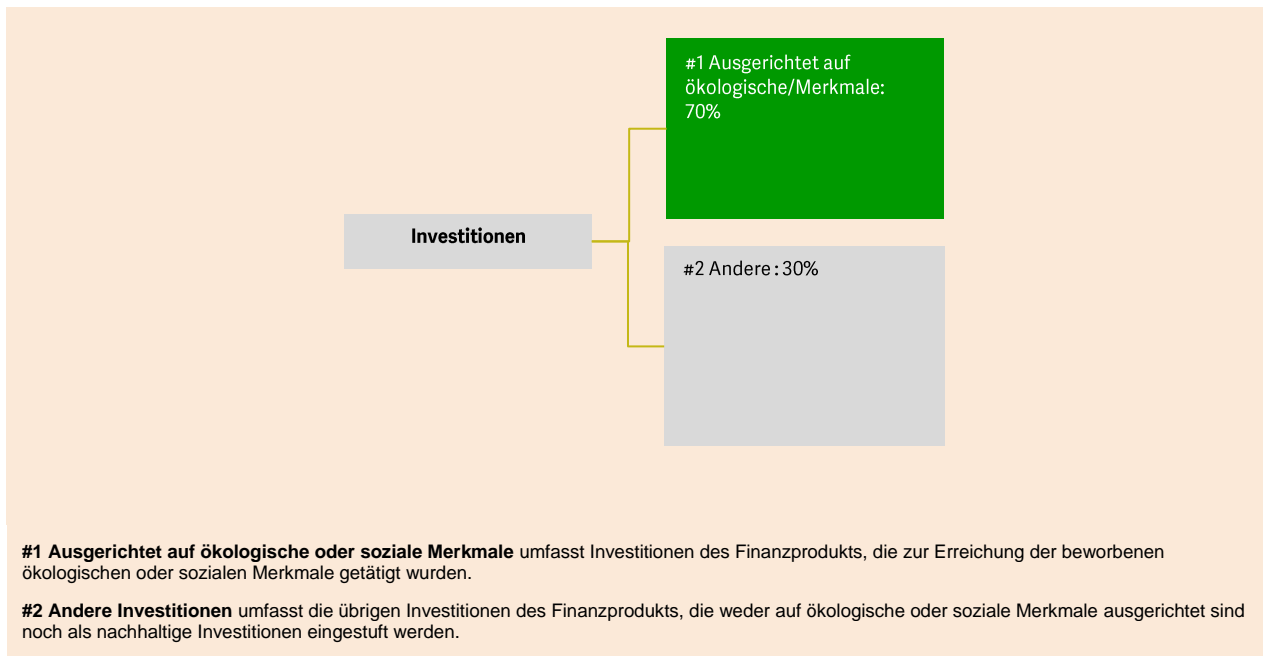 #1 Ausgerichtet auf
ökologische/Merkmale:
70%
Investitionen
#2 Andere : 30%
#1 Ausgerichtet auf ökologische oder soziale Merkmale umfasst Investitionen des Finanzprodukts, die zur Erreichung der beworbenen
ökologischen oder sozialen Merkmale getätigt wurden.
#2 Andere Investitionen umfasst die übrigen Investitionen des Finanzprodukts, die weder auf ökologische oder soziale Merkmale ausgerichtet sind
noch als nachhaltige Investitionen eingestuft werden.